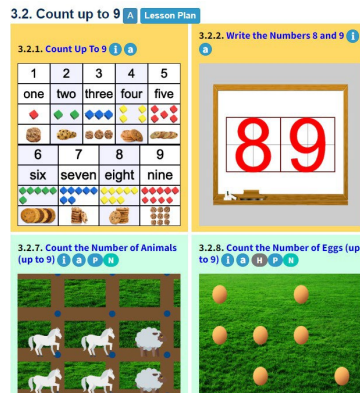 3.2. Count up to 9 A Lesson Plan
3.2.1. Count Up To 9 i a
1 2 3 4 5
one two three four five
6 7 8 9
six seven eight nine
3.2.2. Write the Numbers 8 and 9 i
a
8 9
3.2.7. Count the Number of Animals
(up to 9) i a P N
3.2.8. Count the Number of Eggs (up
to 9) i a H P N